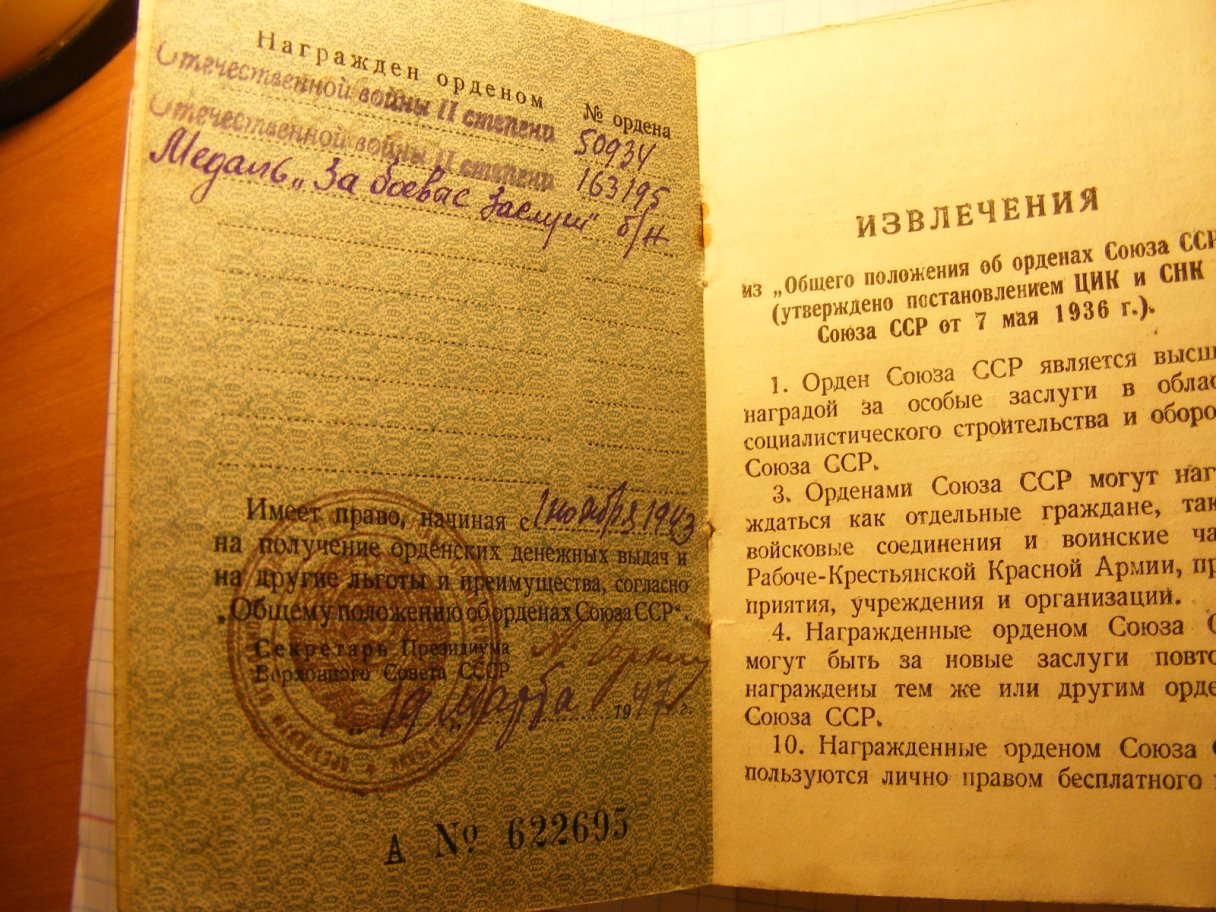 Награжден орденом
№ ордена
Отечественной войны II степени
50934
Отечественной войны II степени
163195
Медаль „За боевые заслуги" б/н
Имеет право, начиная с 1 ноября 1943
на получение орденских денежных выдач и
на другие льготы и преимущества, согласно
„Общему положению об орденах Союза ССР".
Секретарь Президиума
Верховного Совета СССР
19 марта 1947 г.
А № 622695
ИЗВЛЕЧЕНИЯ
из „Общего положения об орденах Союза ССР
(утверждено постановлением ЦИК и СНК
Союза ССР от 7 мая 1936 г.).
1. Орден Союза ССР является высш
наградой за особые заслуги в облас
социалистического строительства и оборо
Союза ССР.
3. Орденами Союза ССР могут наг
ждаться как отдельные граждане, так
войсковые соединения и воинские ча
Рабоче-Крестьянской Красной Армии, пр
приятия, учреждения и организации.
4. Награжденные орденом Союза С
могут быть за новые заслуги повто
награждены тем же или другим орде
Союза ССР.
10. Награжденные орденом Союза С
пользуются лично правом бесплатного